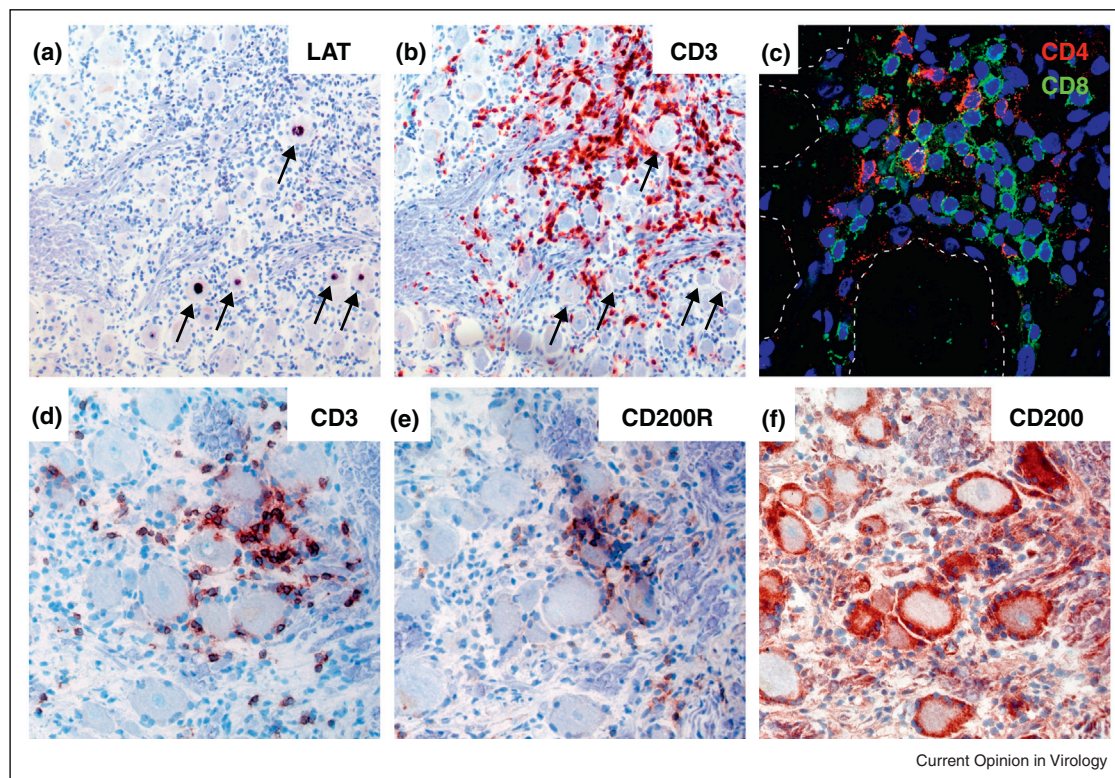 (a) LAT
(b) CD3
(c) CD4
CD8
(d) CD3
(e) CD200R
(f) CD200
Current Opinion in Virology